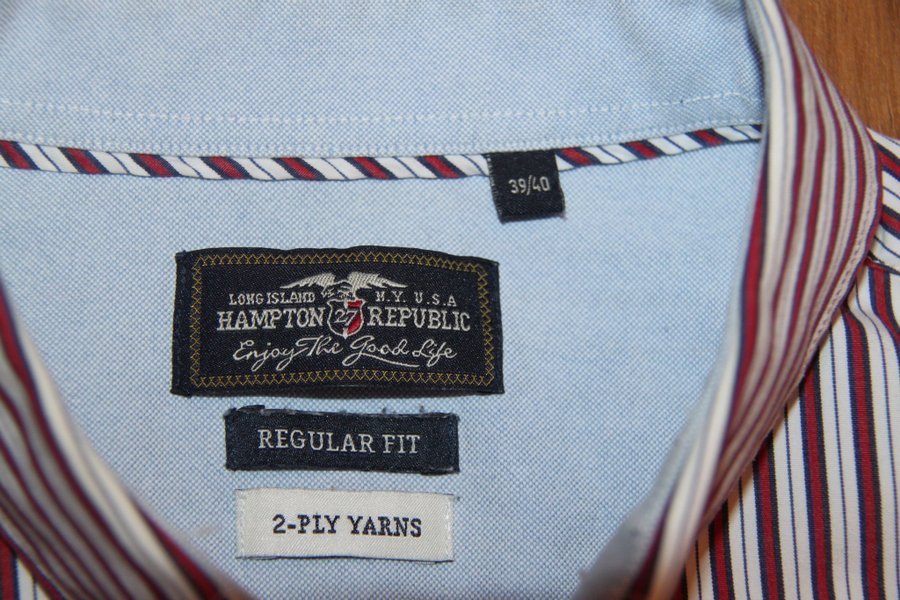 39/40
LONG ISLAND N.Y. U.S.A
HAMPTON 27 REPUBLIC
Enjoy The Good Life
REGULAR FIT
2-PLY YARNS